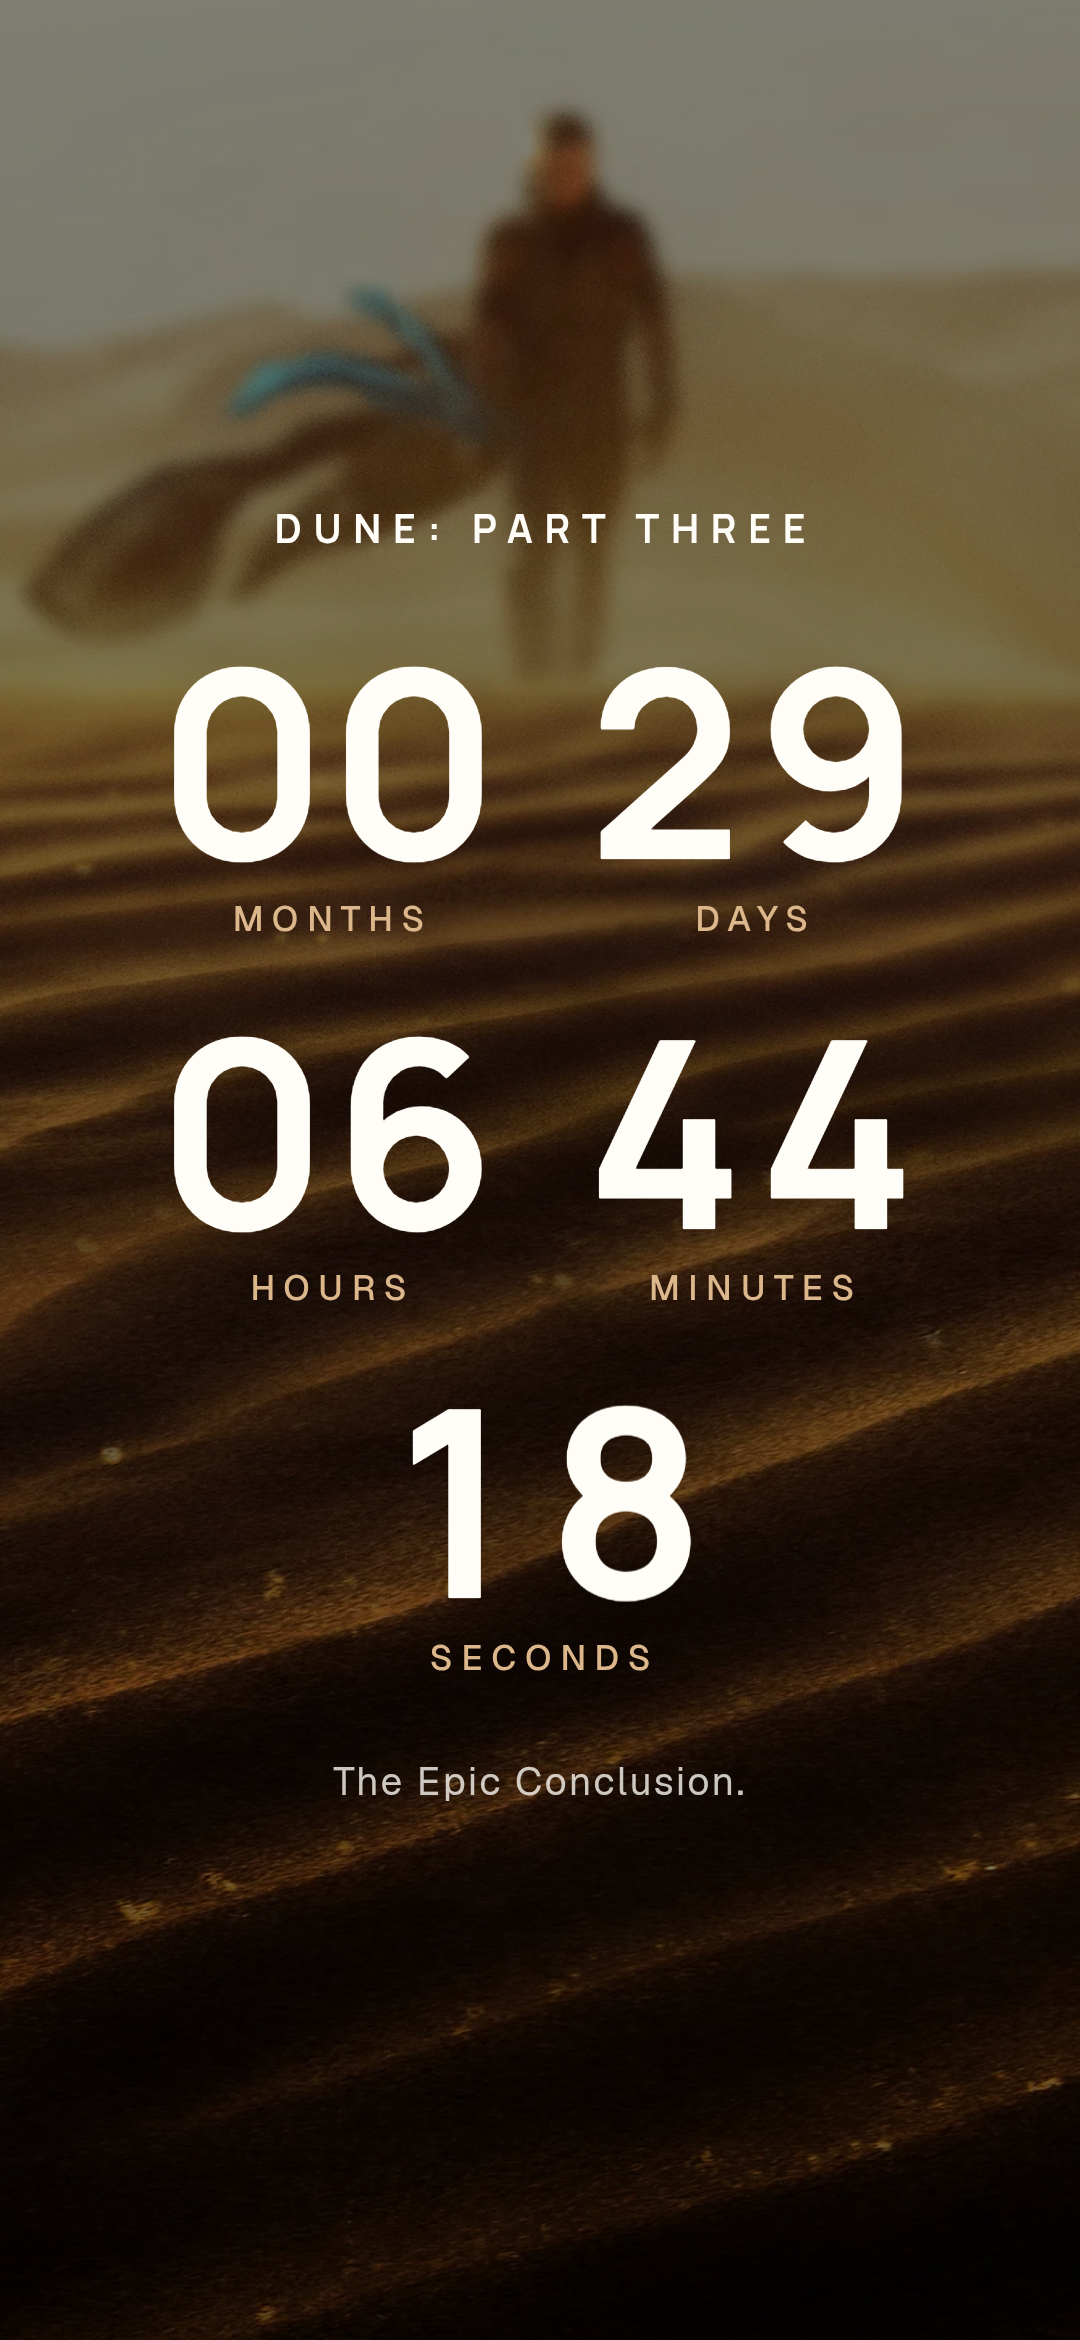 DUNE: PART THREE
00 29
MONTHS DAYS
06 44
HOURS MINUTES
18
SECONDS
The Epic Conclusion.